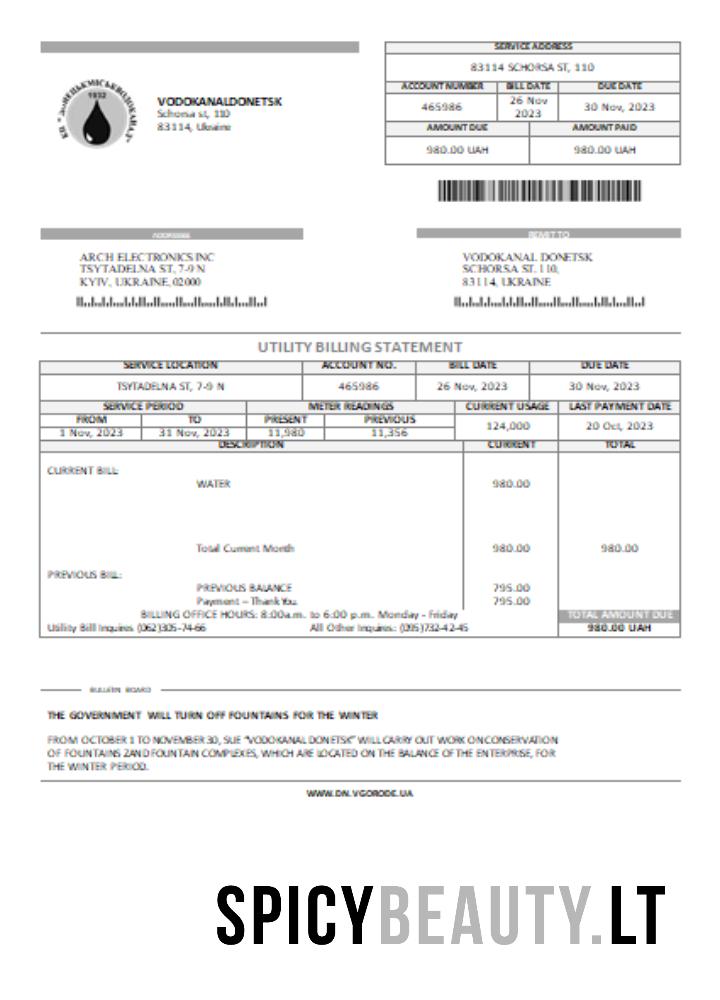 SERVICE ADDRESS
83114 SCHORSA ST, 110
ACCOUNT NUMBER BILL DATE DUE DATE
465986 26 Nov 2023 30 Nov, 2023
AMOUNT DUE AMOUNT PAID
980.00 UAH 980.00 UAH
КП "ДОНЕЦЬКМІСЬКВОДОКАНАЛ"
1932
VODOKANALDONETSK
Schorsa st, 110
83114, Ukraine
ADDRESSEE
ARCH ELECTRONICS INC
TSYTADELNA ST, 7-9 N
KYIV, UKRAINE, 02000
REMIT TO
VODOKANAL DONETSK
SCHORSA ST. 110,
83114, UKRAINE
UTILITY BILLING STATEMENT
SERVICE LOCATION ACCOUNT NO. BILL DATE DUE DATE
TSYTADELNA ST, 7-9 N 465986 26 Nov, 2023 30 Nov, 2023
SERVICE PERIOD METER READINGS CURRENT USAGE LAST PAYMENT DATE
FROM TO PRESENT PREVIOUS
1 Nov, 2023 31 Nov, 2023 11,980 11,356 124,000 20 Oct, 2023
DESCRIPTION CURRENT TOTAL
CURRENT BILL:
WATER 980.00
Total Current Month 980.00 980.00
PREVIOUS BILL:
PREVIOUS BALANCE 795.00
Payment – Thank You. 795.00
BILLING OFFICE HOURS: 8:00a.m. to 6:00 p.m. Monday - Friday TOTAL AMOUNT DUE
Utility Bill Inquires (062)305-74-66 All Other Inquires.: (095)732-42-45 980.00 UAH
BULLETIN BOARD
THE GOVERNMENT WILL TURN OFF FOUNTAINS FOR THE WINTER
FROM OCTOBER 1 TO NOVEMBER 30, SUE "VODOKANAL DONETSK" WILL CARRY OUT WORK ON CONSERVATION
OF FOUNTAINS 2AND FOUNTAIN COMPLEXES, WHICH ARE LOCATED ON THE BALANCE OF THE ENTERPRISE, FOR
THE WINTER PERIOD.
WWW.DN.VGORODE.UA
SPICYBEAUTY.LT